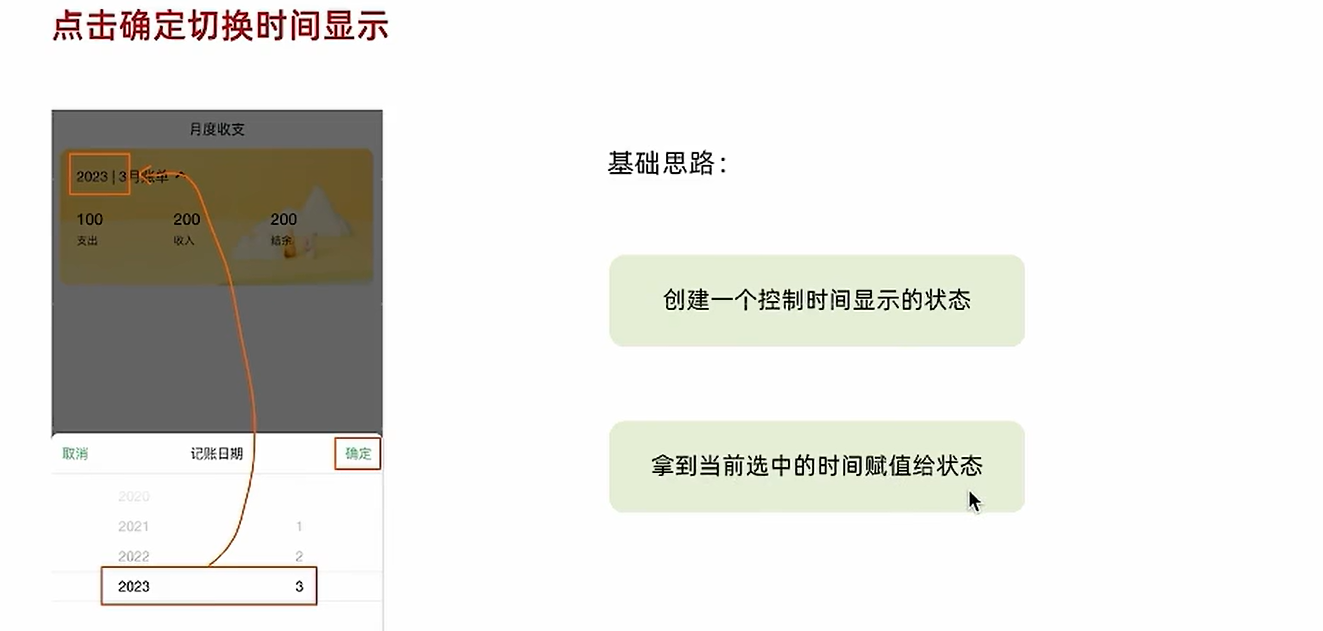 点击确定切换时间显示
月度收支
2023 | 3月账单
100 200 200
支出 收入 结余
取消 记账日期 确定
2020
2021 1
2022 2
2023 3
基础思路：
创建一个控制时间显示的状态
拿到当前选中的时间赋值给状态